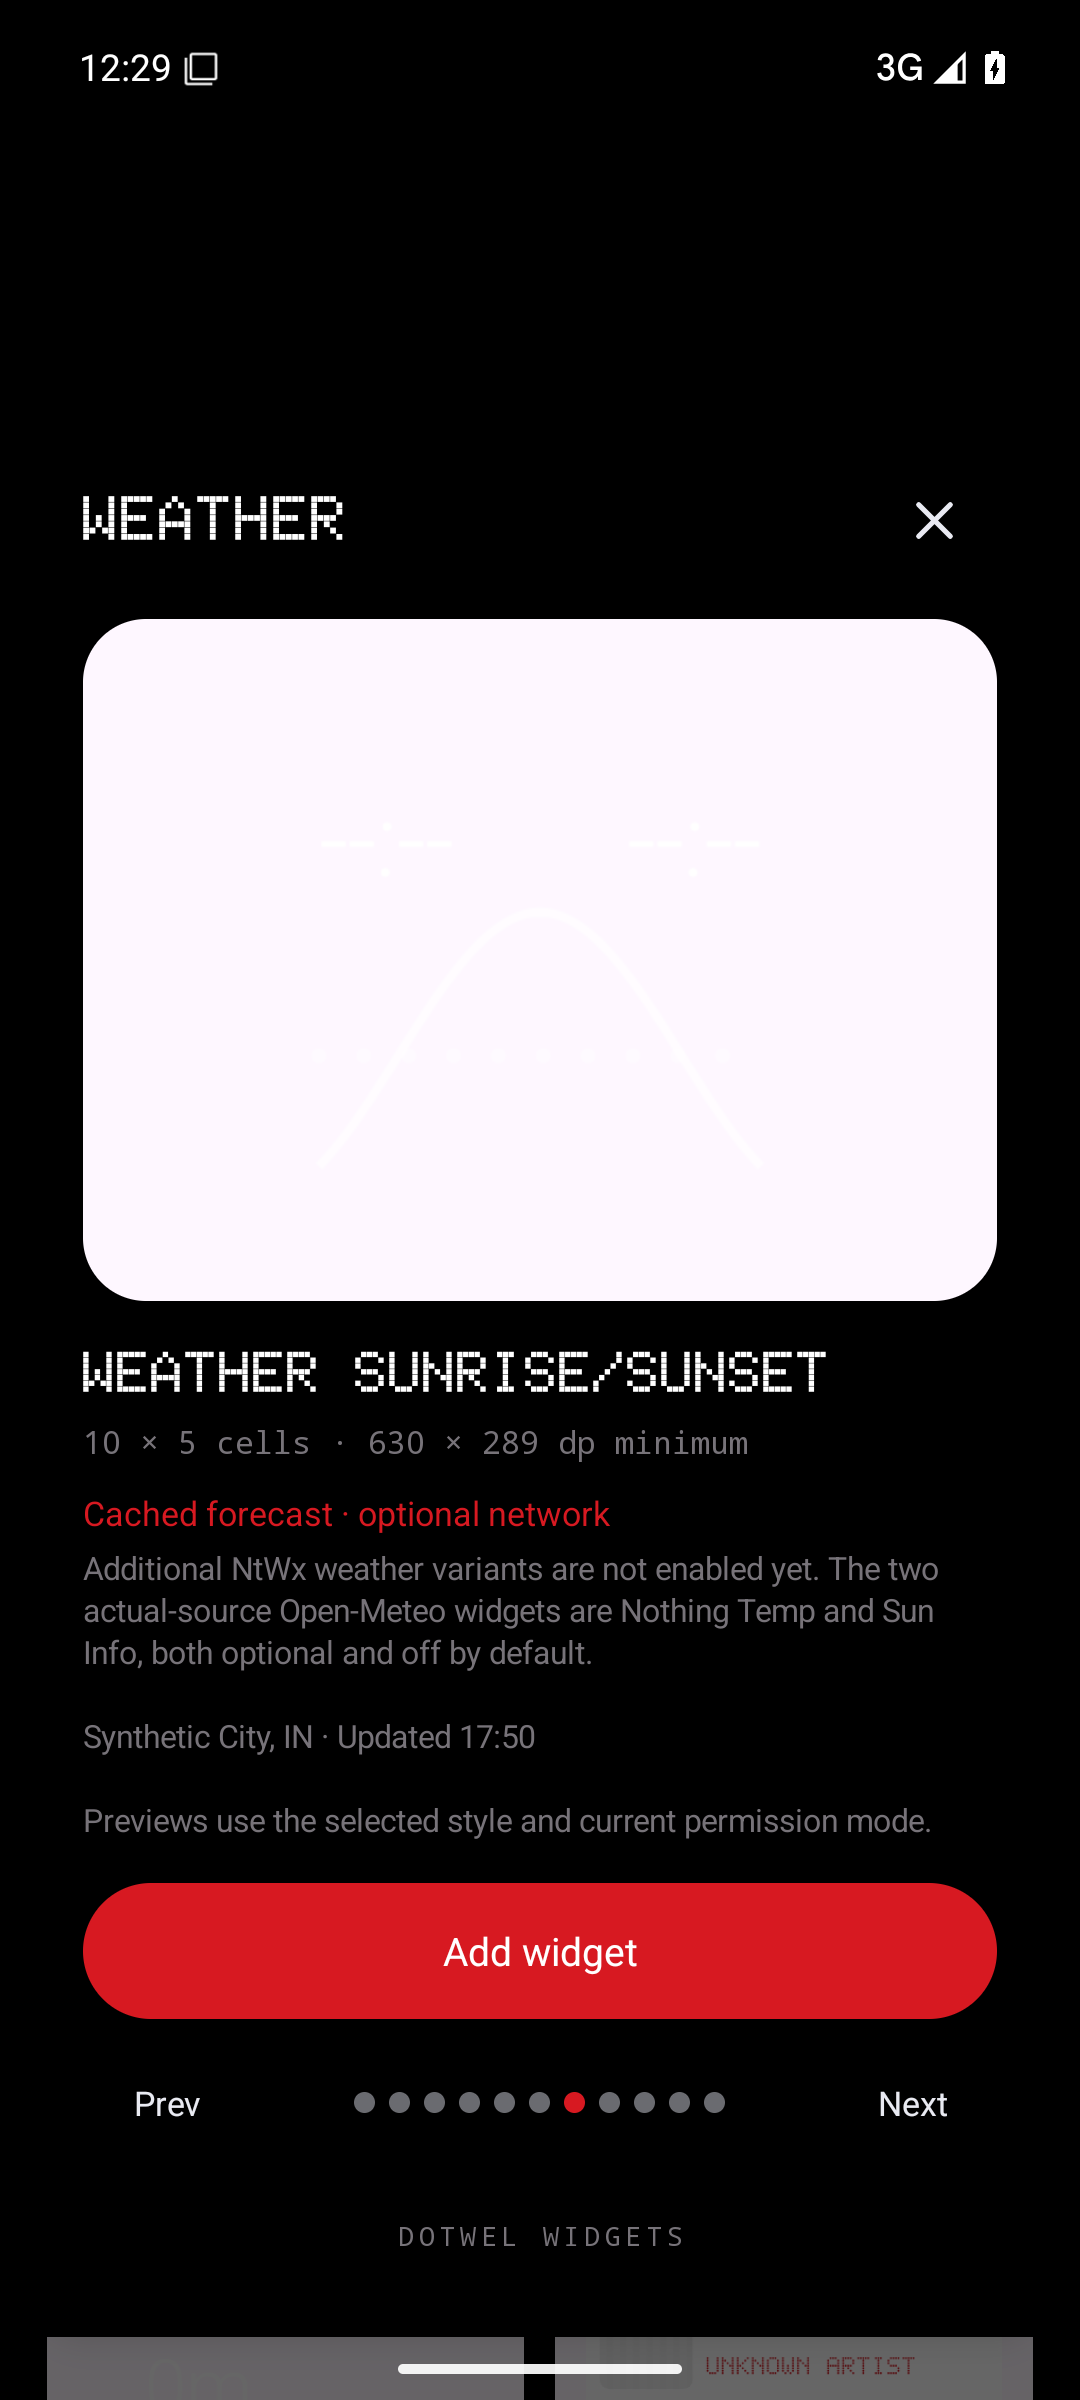 12:29
3G
WEATHER
--:-- --:--
WEATHER SUNRISE/SUNSET
10 × 5 cells · 630 × 289 dp minimum
Cached forecast · optional network
Additional NtWx weather variants are not enabled yet. The two
actual-source Open-Meteo widgets are Nothing Temp and Sun
Info, both optional and off by default.
Synthetic City, IN · Updated 17:50
Previews use the selected style and current permission mode.
Add widget
Prev
Next
DOTWEL WIDGETS
UNKNOWN ARTIST